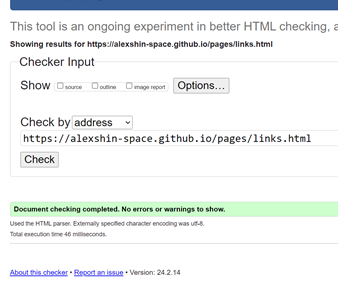 This tool is an ongoing experiment in better HTML checking, a
Showing results for https://alexshin-space.github.io/pages/links.html
Checker Input
Show source outline image report Options...
Check by address
https://alexshin-space.github.io/pages/links.html
Check
Document checking completed. No errors or warnings to show.
Used the HTML parser. Externally specified character encoding was utf-8.
Total execution time 46 milliseconds.
About this checker • Report an issue • Version: 24.2.14